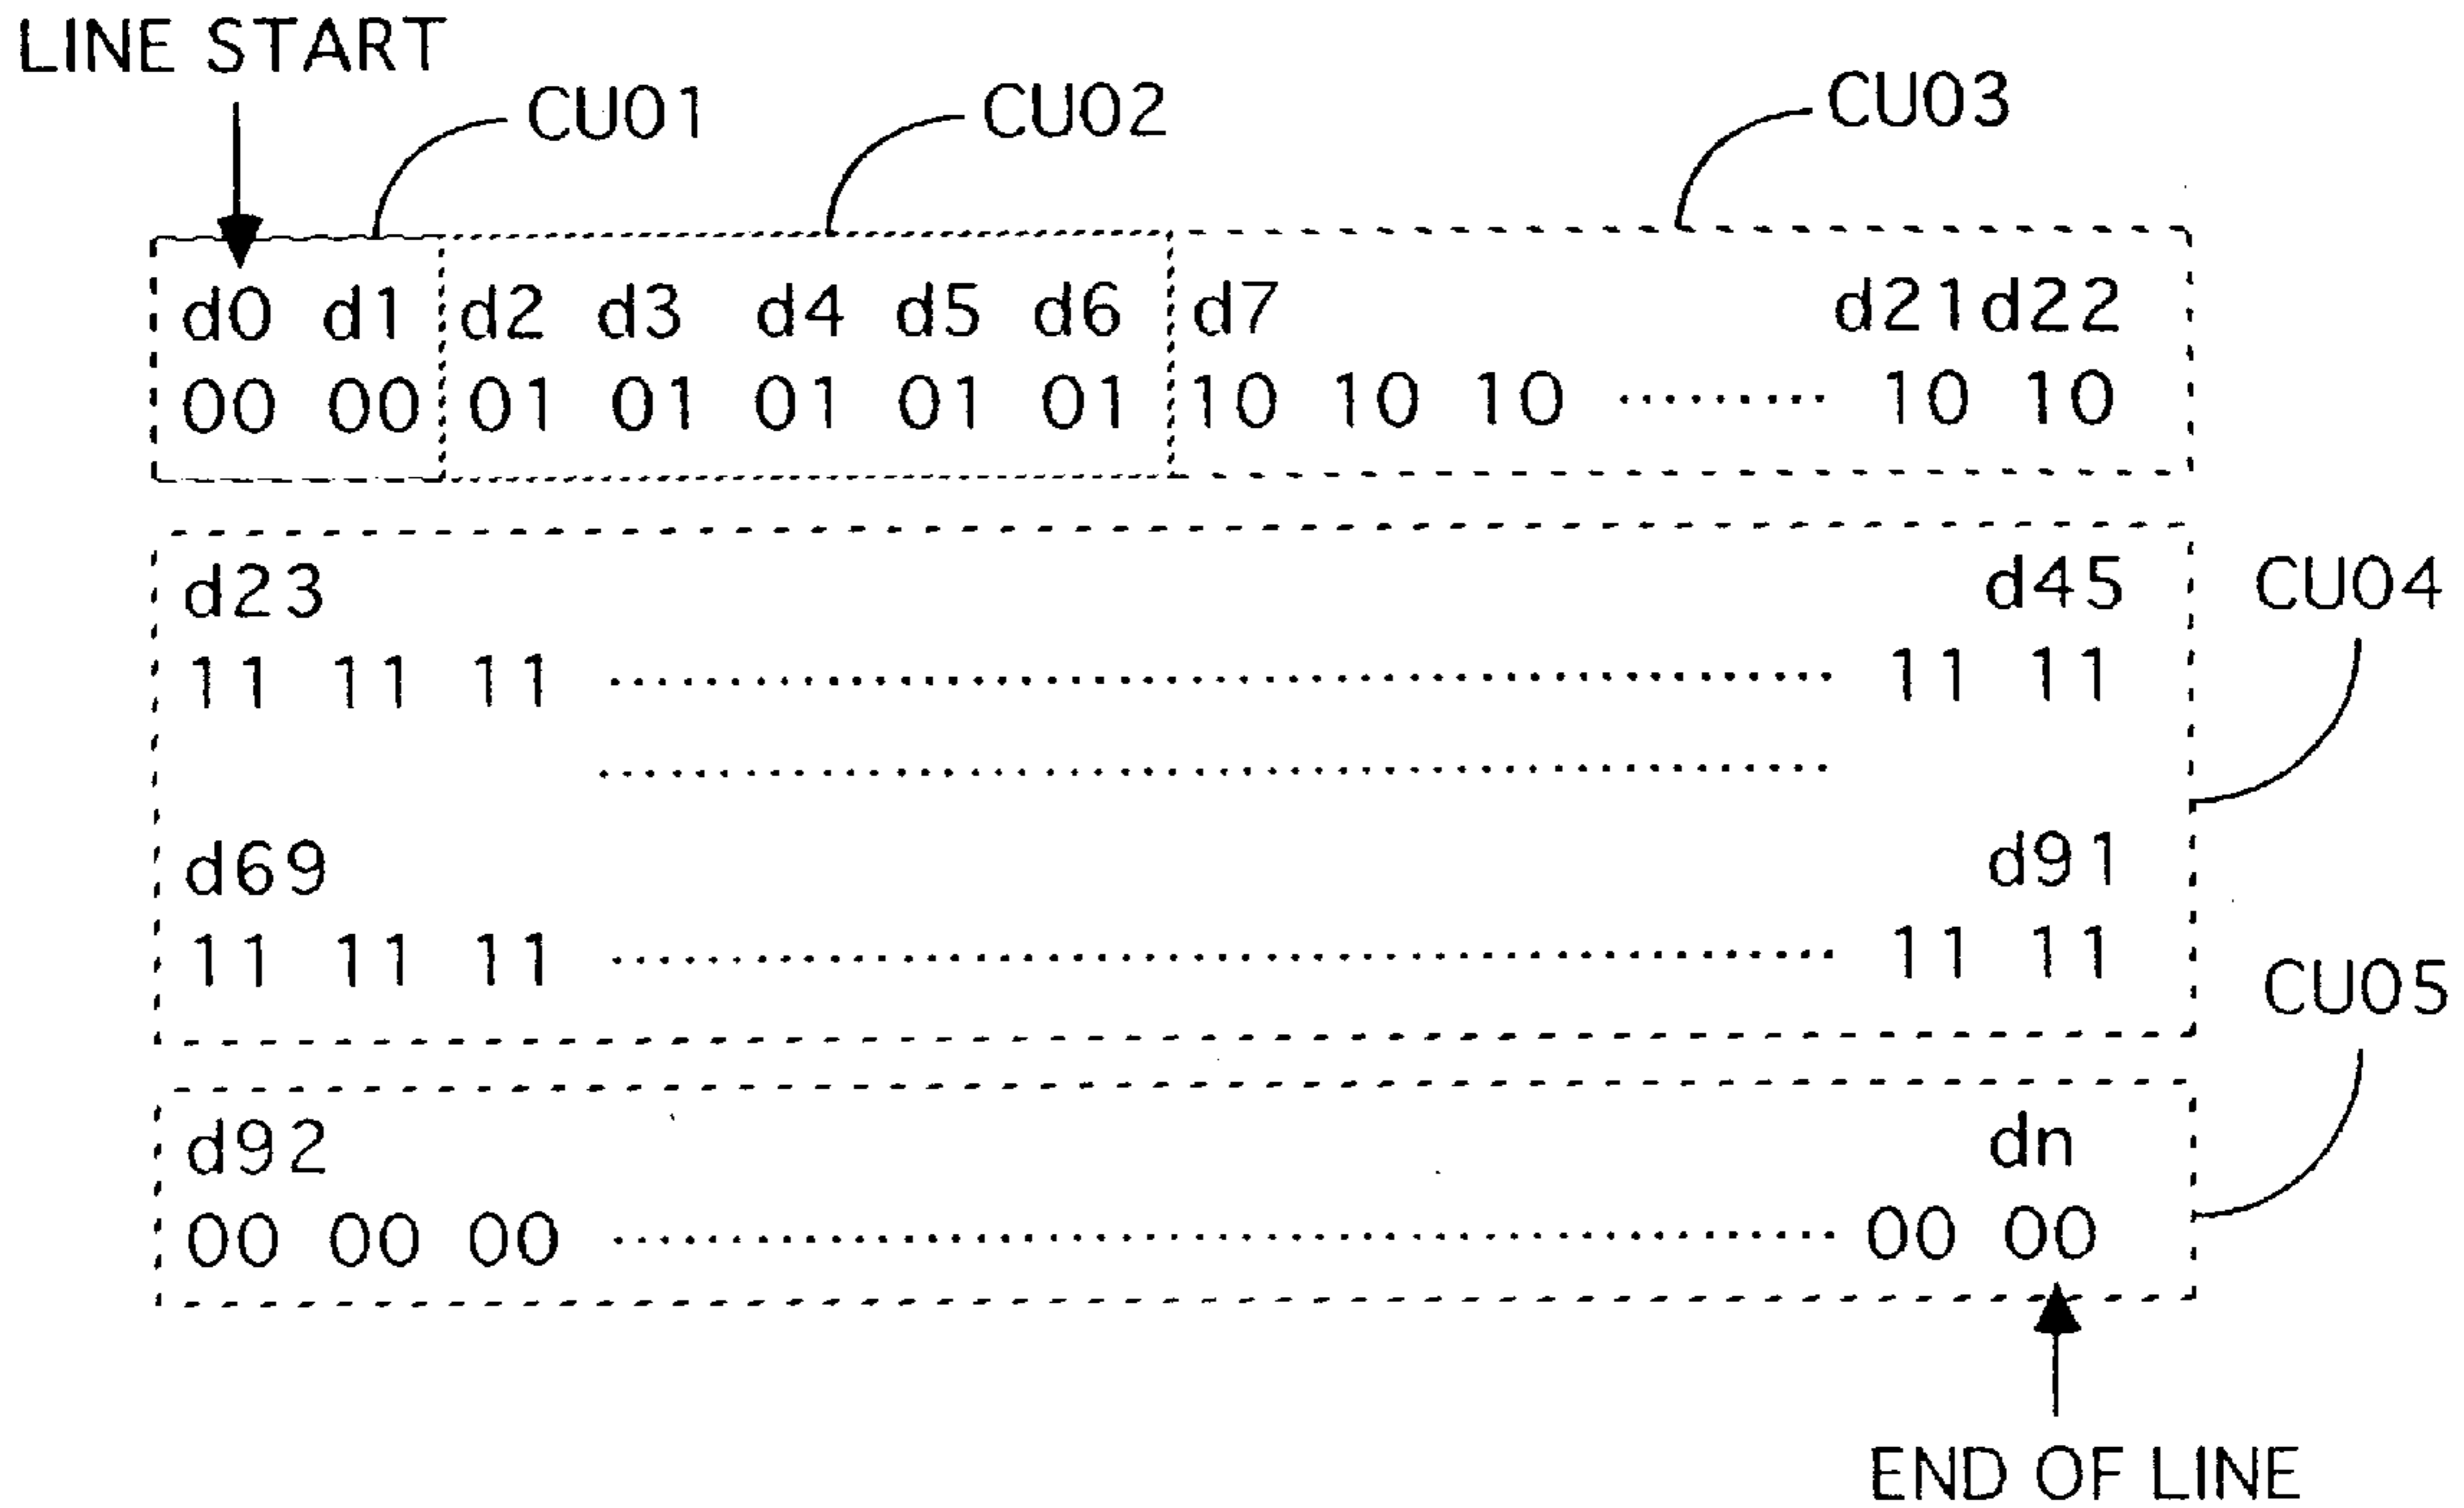 LINE START
CU01 CU02 CU03
d0 d1 d2 d3 d4 d5 d6 d7 d21 d22
00 00 01 01 01 01 01 10 10 10 ········· 10 10
d23 d45 CU04
11 11 11 ········· 11 11
·········
d69 d91
11 11 11 ········· 11 11
CU05
d92 dn
00 00 00 ········· 00 00
END OF LINE